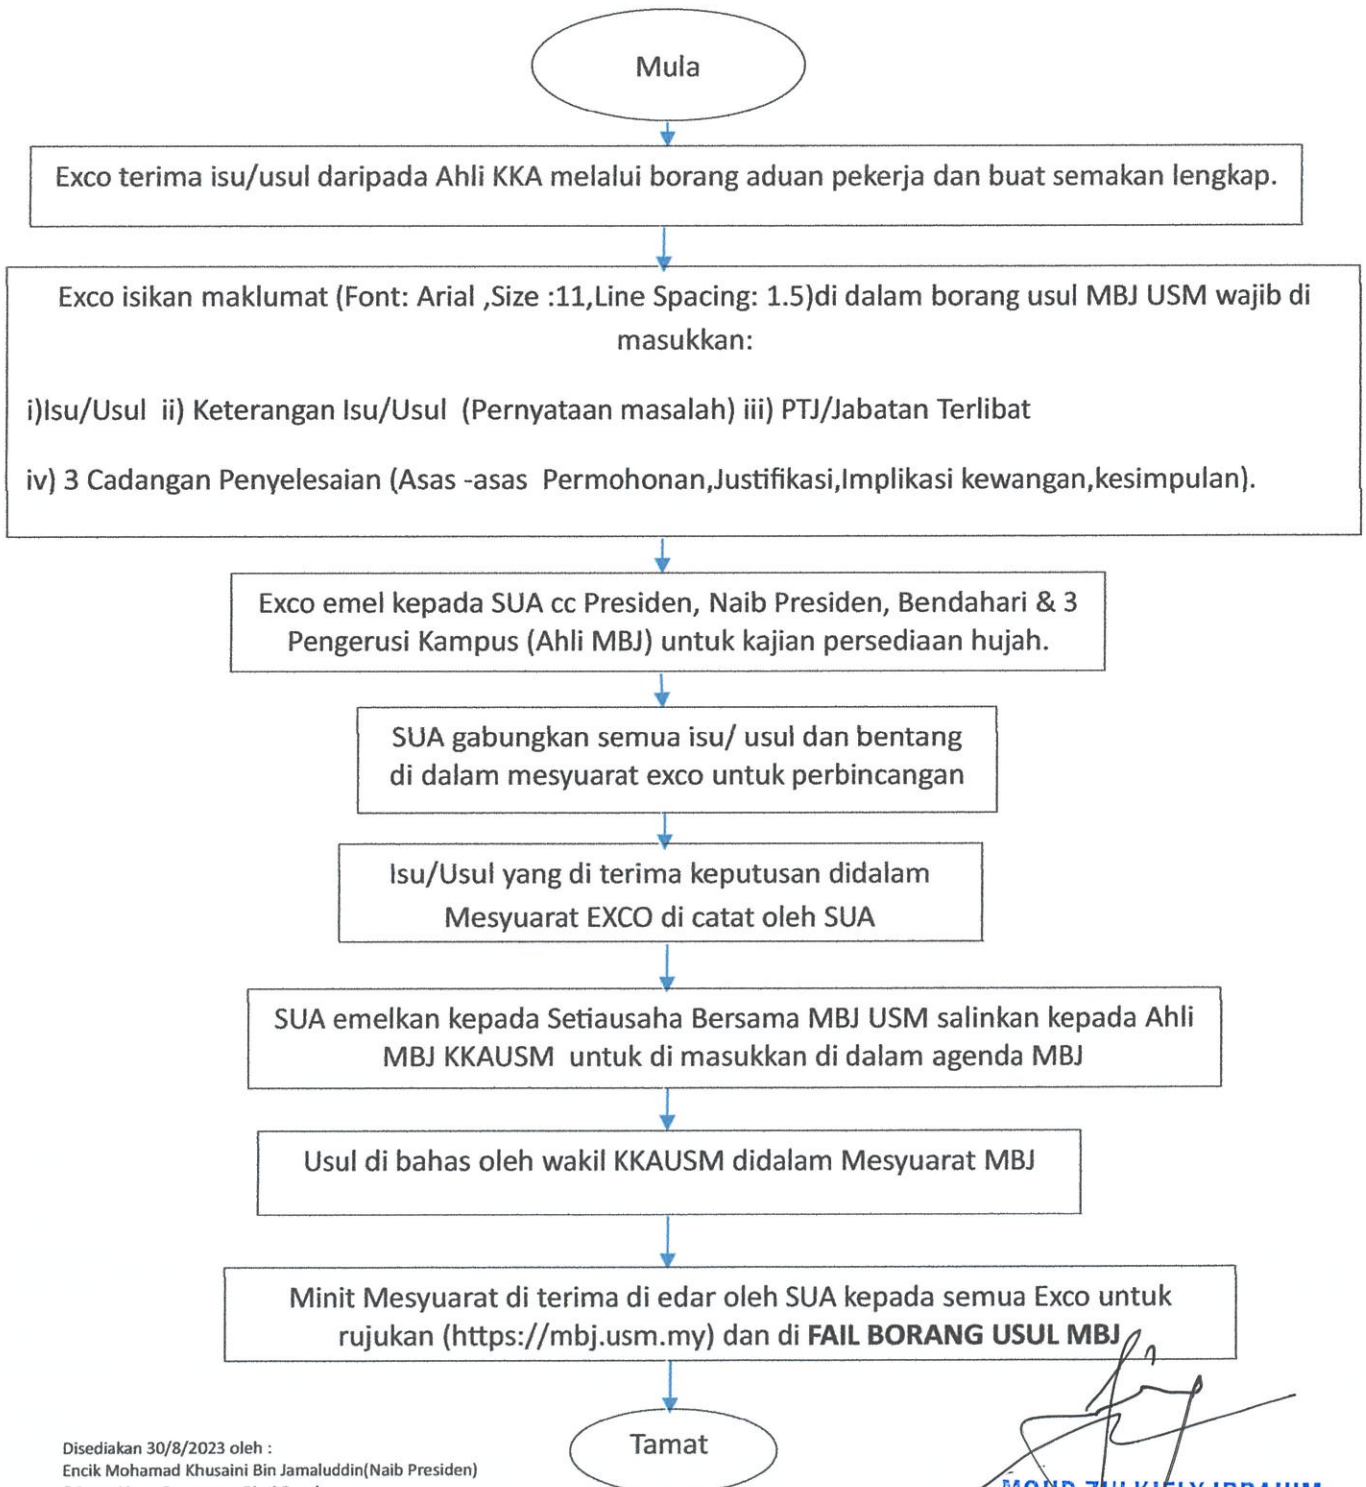 Mula
Exco terima isu/usul daripada Ahli KKA melalui borang aduan pekerja dan buat semakan lengkap.
Exco isikan maklumat (Font: Arial ,Size :11,Line Spacing: 1.5)di dalam borang usul MBJ USM wajib di
masukkan:
i)Isu/Usul ii) Keterangan Isu/Usul (Pernyataan masalah) iii) PTJ/Jabatan Terlibat
iv) 3 Cadangan Penyelesaian (Asas -asas Permohonan,Justifikasi,Implikasi kewangan,kesimpulan).
Exco emel kepada SUA cc Presiden, Naib Presiden, Bendahari & 3
Pengerusi Kampus (Ahli MBJ) untuk kajian persediaan hujah.
SUA gabungkan semua isu/ usul dan bentang
di dalam mesyuarat exco untuk perbincangan
Isu/Usul yang di terima keputusan didalam
Mesyuarat EXCO di catat oleh SUA
SUA emelkan kepada Setiausaha Bersama MBJ USM salinkan kepada Ahli
MBJ KKAUSM untuk di masukkan di dalam agenda MBJ
Usul di bahas oleh wakil KKAUSM didalam Mesyuarat MBJ
Minit Mesyuarat di terima di edar oleh SUA kepada semua Exco untuk
rujukan (https://mbj.usm.my) dan di FAIL BORANG USUL MBJ
Tamat
Disediakan 30/8/2023 oleh :
Encik Mohamad Khusaini Bin Jamaluddin(Naib Presiden)
MOHD ZULKIFLY IBRAHIM